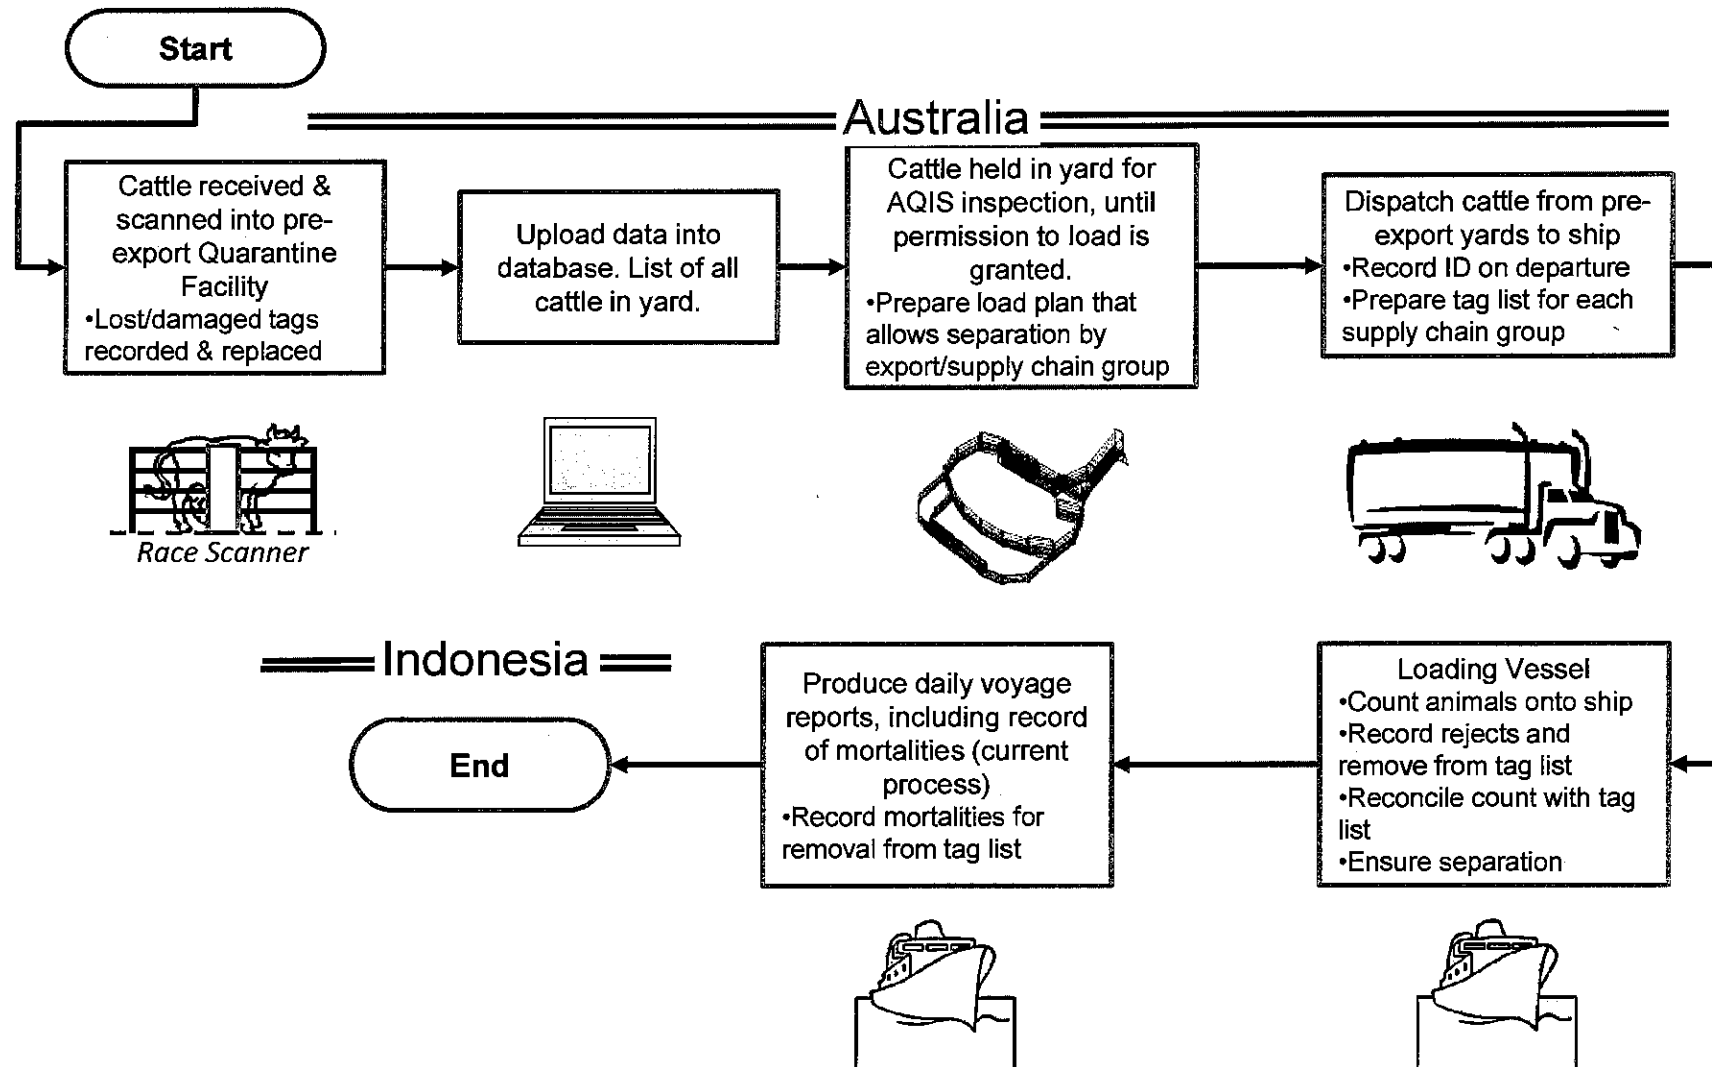 Start
Australia
Cattle received &
scanned into pre-
export Quarantine
Facility
•Lost/damaged tags
recorded & replaced
Upload data into
database. List of all
cattle in yard.
Cattle held in yard for
AQIS inspection, until
permission to load is
granted.
•Prepare load plan that
allows separation by
export/supply chain group
Dispatch cattle from pre-
export yards to ship
•Record ID on departure
•Prepare tag list for each
supply chain group
Race Scanner
Loading Vessel
•Count animals onto ship
•Record rejects and
remove from tag list
•Reconcile count with tag
list
•Ensure separation
Produce daily voyage
reports, including record
of mortalities (current
process)
•Record mortalities for
removal from tag list
Indonesia
End